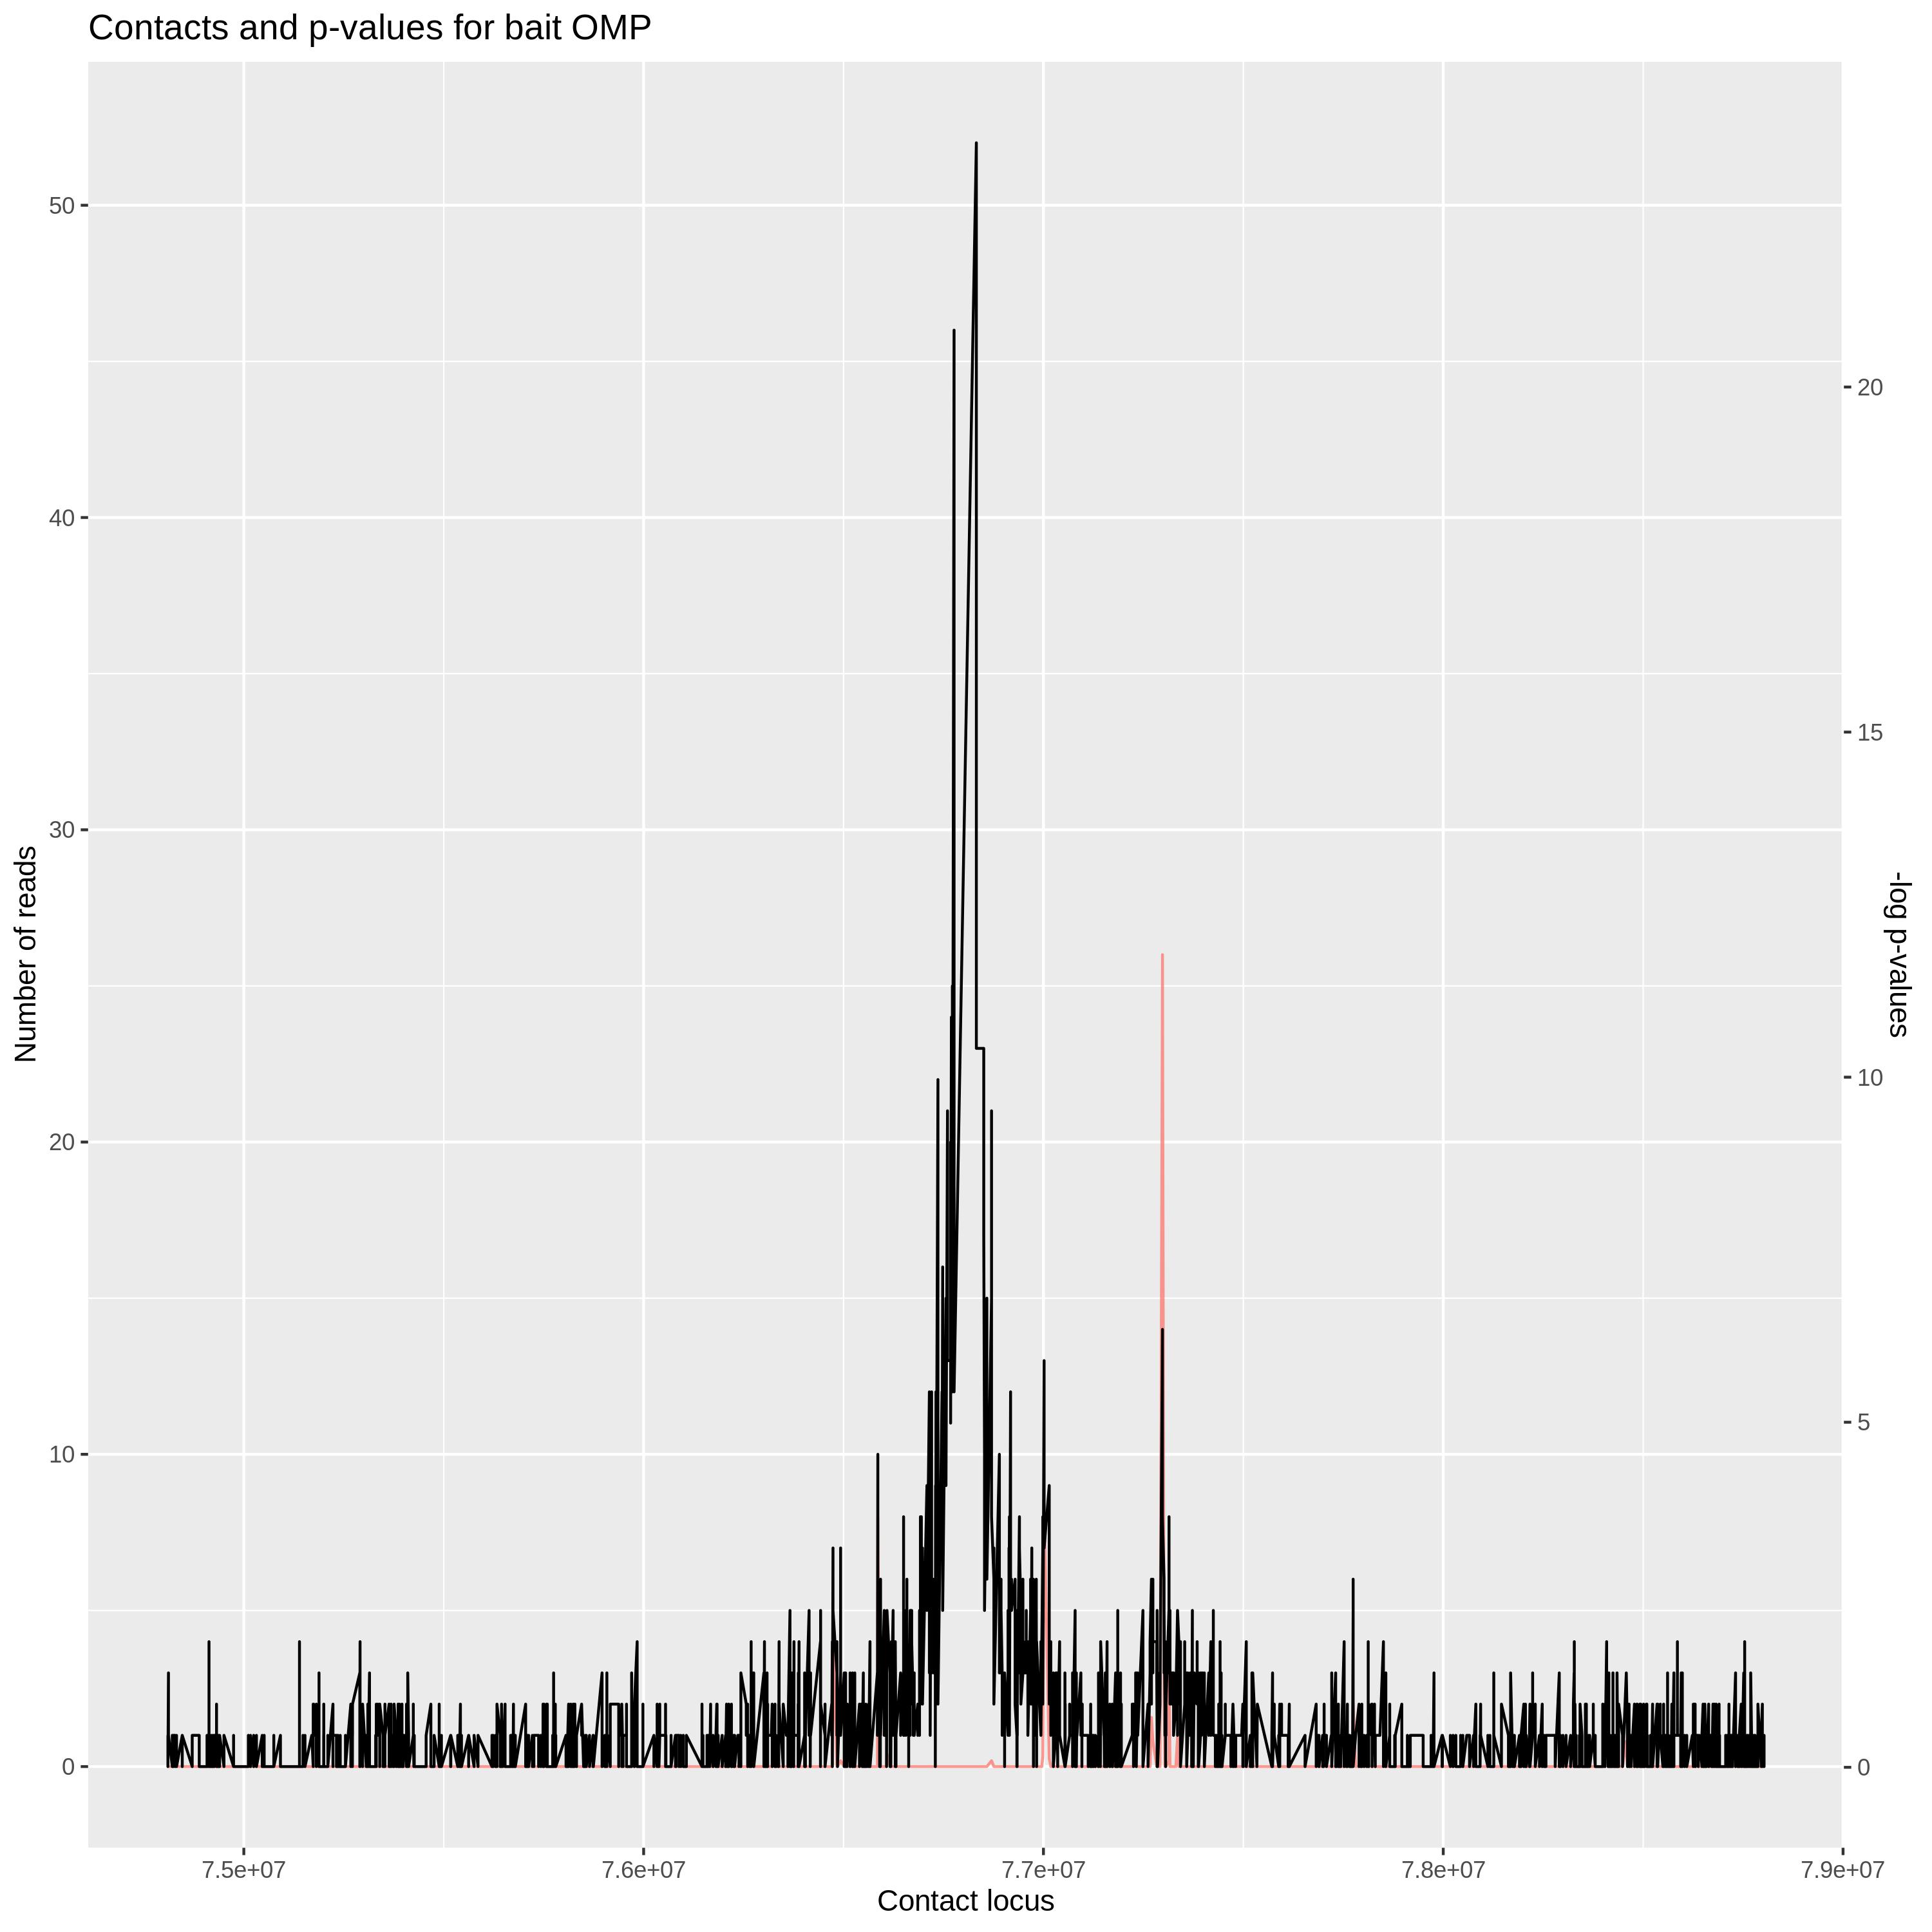 Contacts and p-values for bait OMP
50
40
30
20
10
0
Number of reads
20
15
10
5
0
-log p-values
7.5e+07
7.6e+07
7.7e+07
7.8e+07
7.9e+07
Contact locus